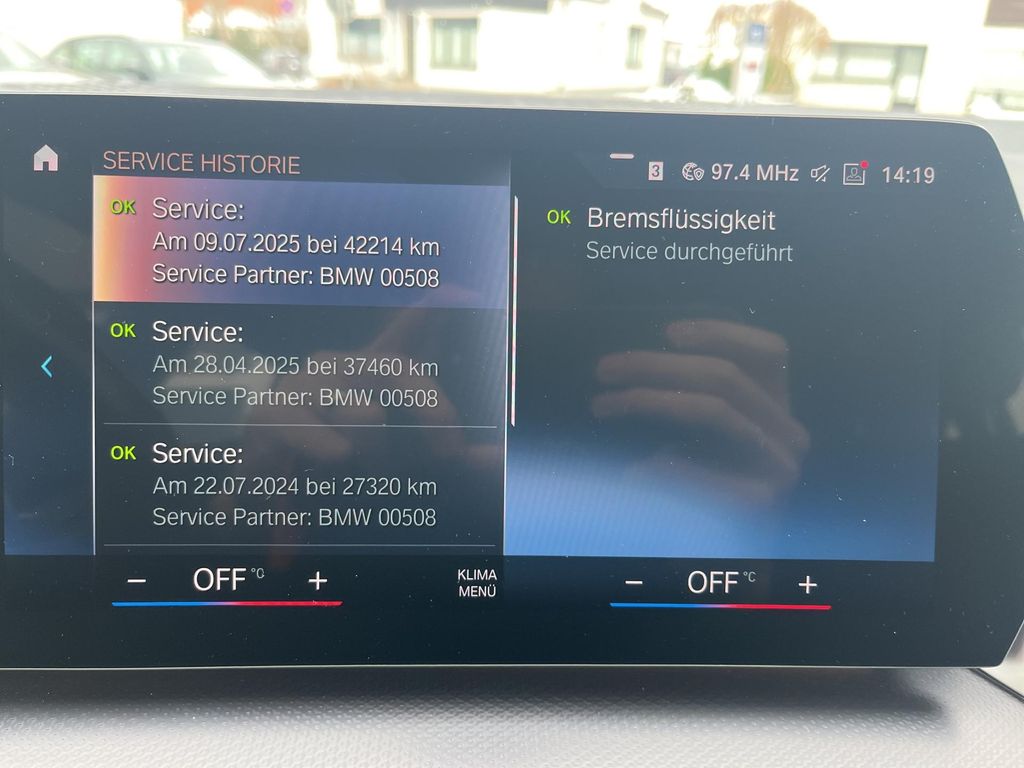 SERVICE HISTORIE
3 97.4 MHz 14:19
OK Service:
Am 09.07.2025 bei 42214 km
Service Partner: BMW 00508
OK Service:
Am 28.04.2025 bei 37460 km
Service Partner: BMW 00508
OK Service:
Am 22.07.2024 bei 27320 km
Service Partner: BMW 00508
OK Bremsflüssigkeit
Service durchgeführt
− OFF °C +
KLIMA
MENÜ
− OFF °C +